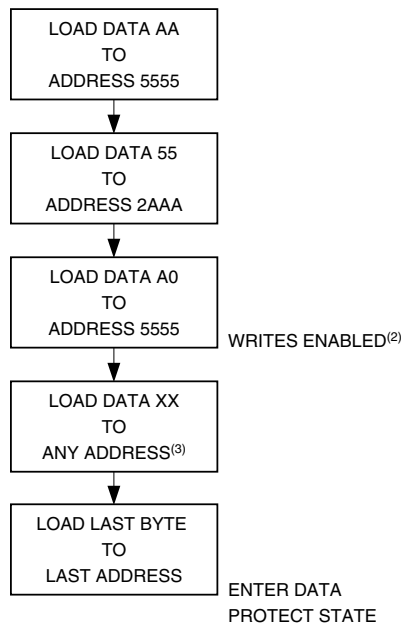 LOAD DATA AA
TO
ADDRESS 5555
LOAD DATA 55
TO
ADDRESS 2AAA
LOAD DATA A0
TO
ADDRESS 5555
WRITES ENABLED(2)
LOAD DATA XX
TO
ANY ADDRESS(3)
LOAD LAST BYTE
TO
LAST ADDRESS
ENTER DATA
PROTECT STATE